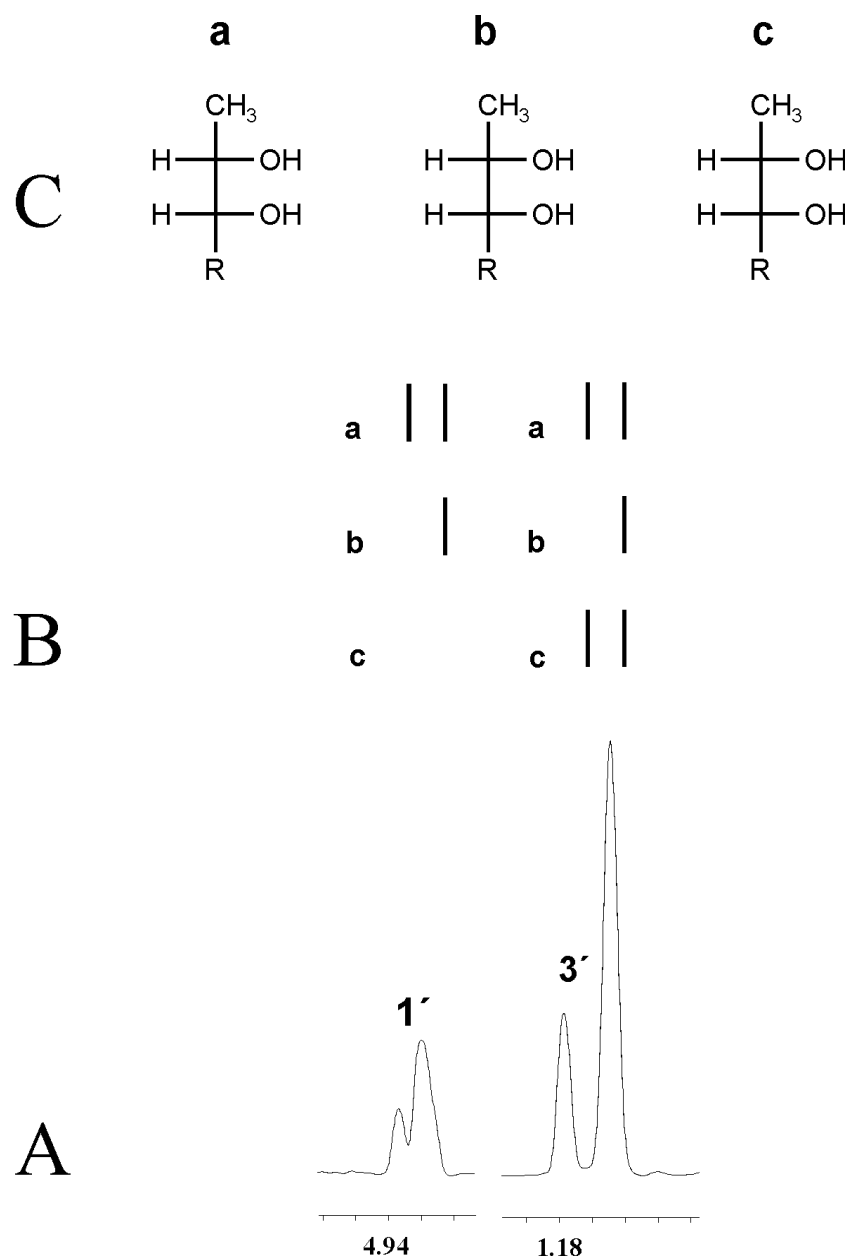 a b c
CH₃ CH₃ CH₃
H OH H OH H OH
C
H OH H OH H OH
R R R
a a
b b
B
c c
3´
1´
A
4.94 1.18